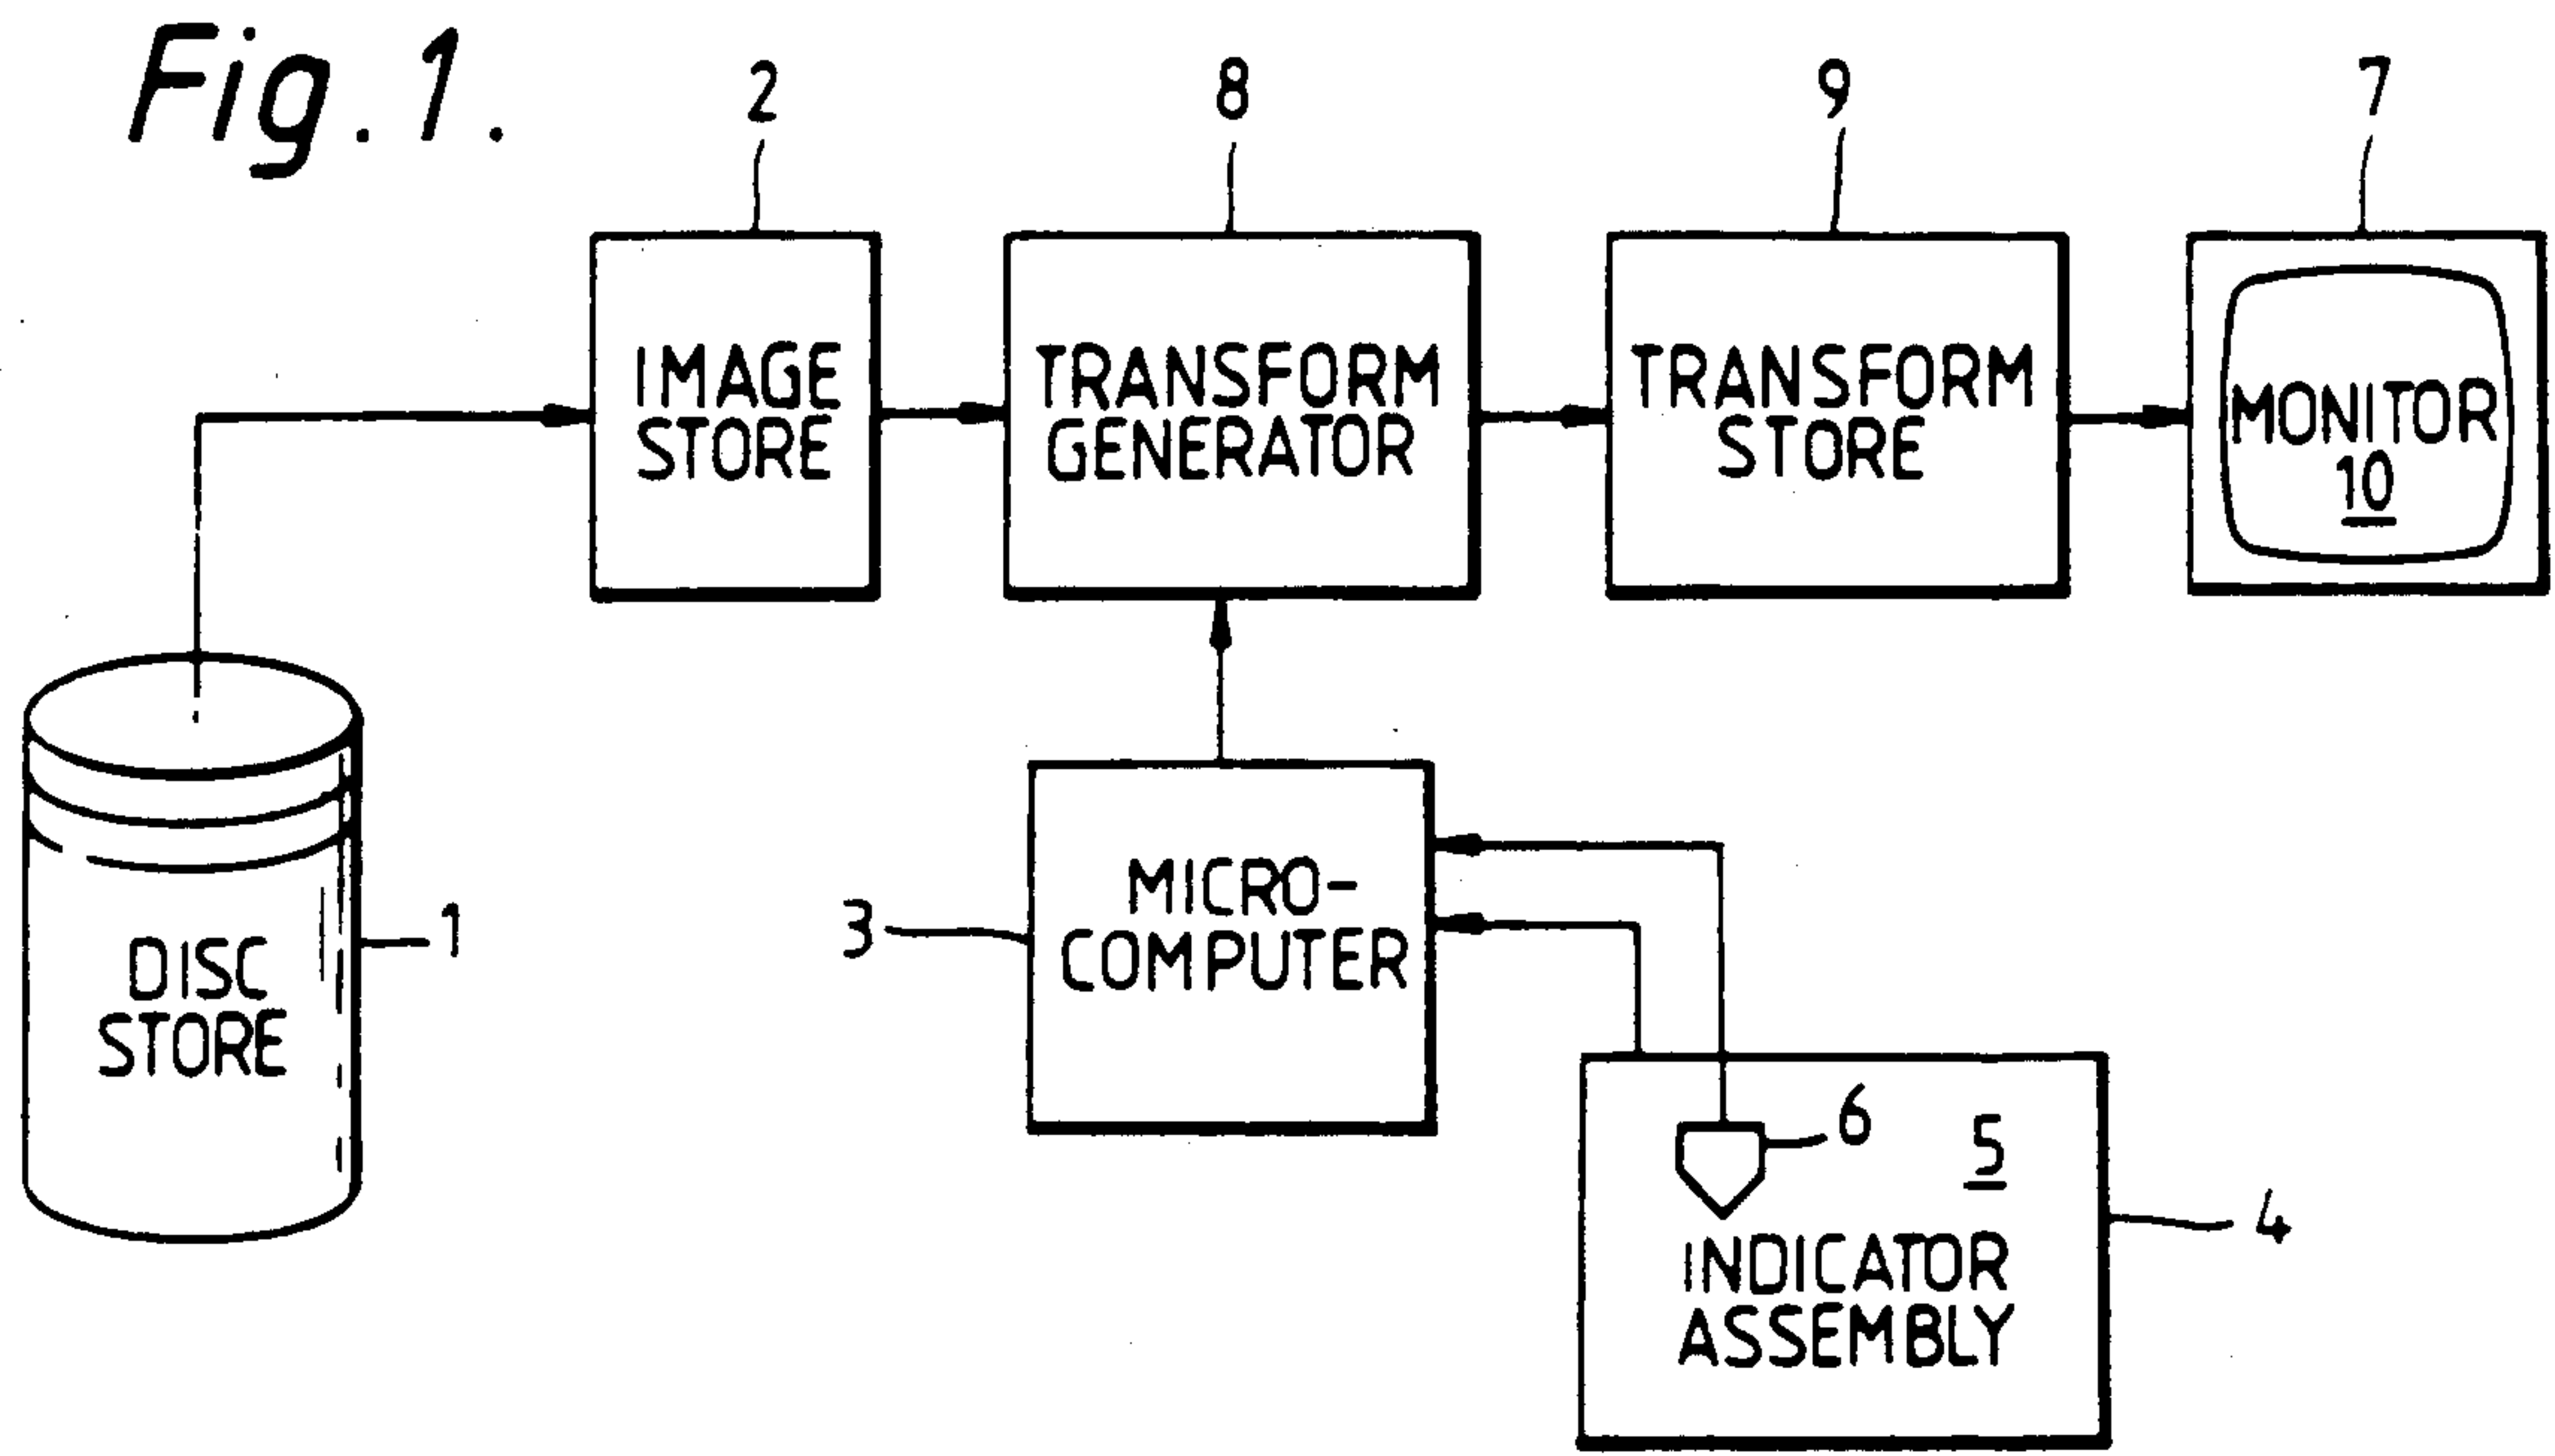 Fig. 1.
2
8
9
7
IMAGE
STORE
TRANSFORM
GENERATOR
TRANSFORM
STORE
MONITOR
10
DISC
STORE
1
3
MICRO-
COMPUTER
6
5
4
INDICATOR
ASSEMBLY